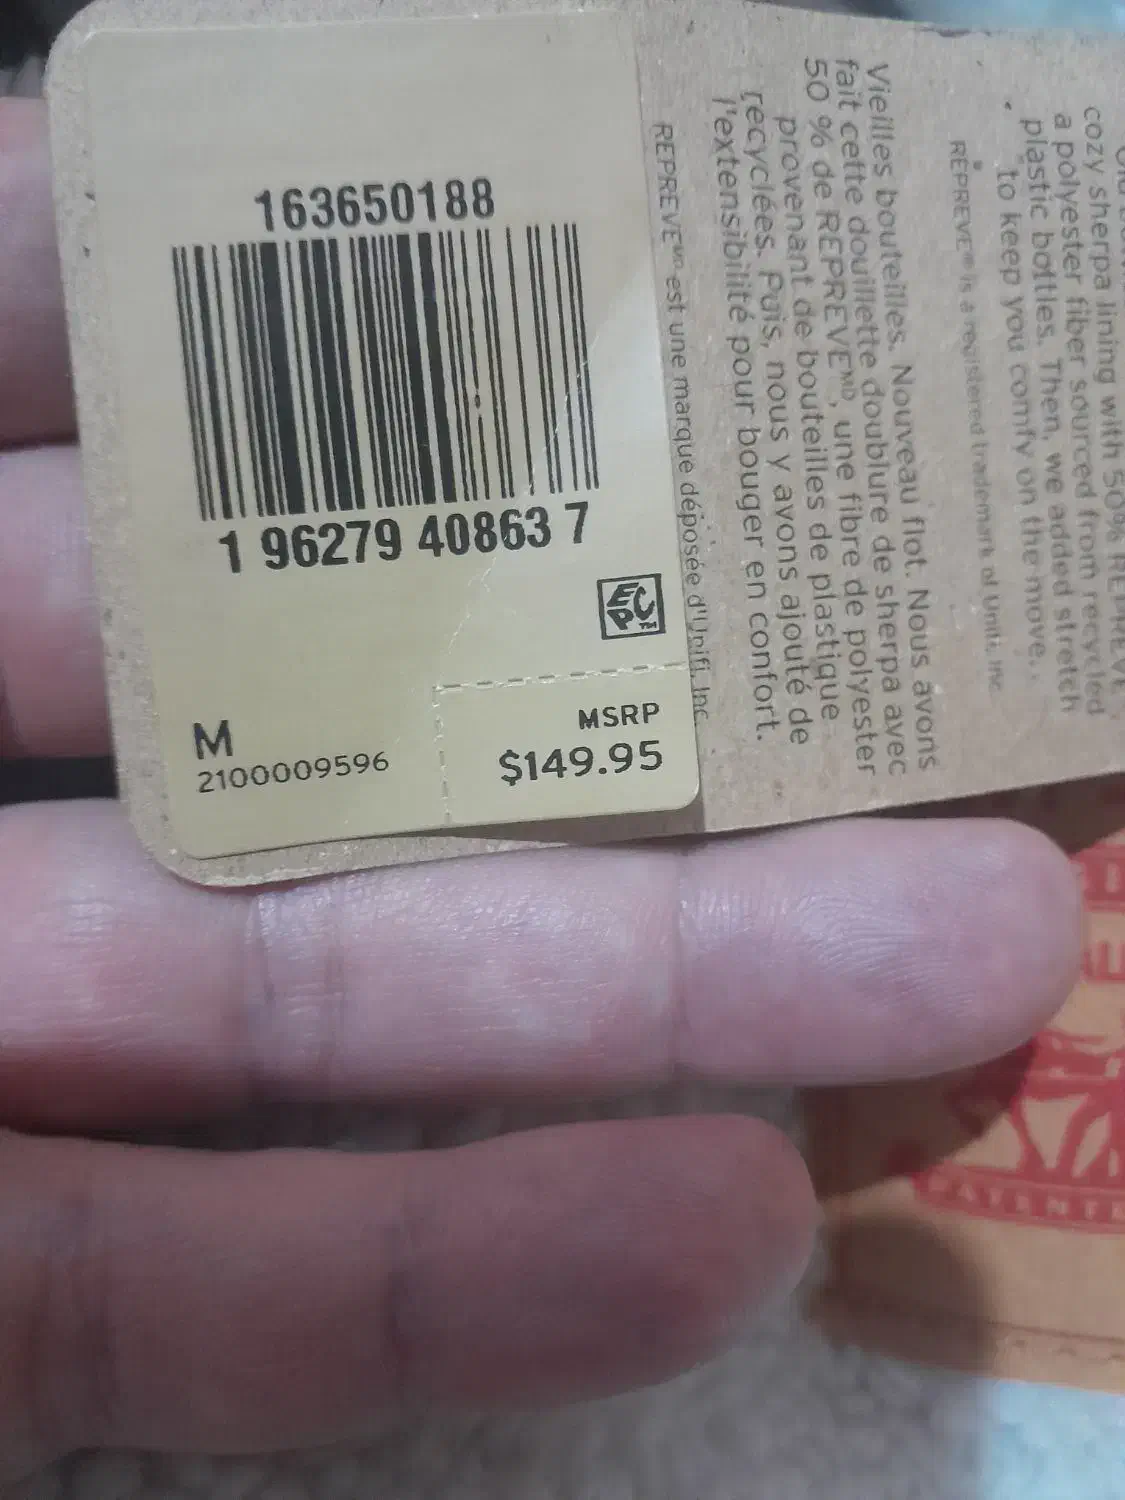 163650188
1 96279 40863 7
ECP™
M
2100009596
MSRP
$149.95
cozy sherpa lining with 50% REPREVE
a polyester fiber sourced from recycled
plastic bottles. Then, we added stretch
to keep you comfy on the move.
REPREVE® is a registered trademark of Unifi, Inc.
Vieilles bouteilles. Nouveau flot. Nous avons
fait cette douillette doublure de sherpa avec
50 % de REPREVEᴹᴰ, une fibre de polyester
provenant de bouteilles de plastique
recyclées. Puis, nous y avons ajouté de
l'extensibilité pour bouger en confort.
REPREVEᴹᴰ est une marque déposée d'Unifi, Inc.
PATENTE